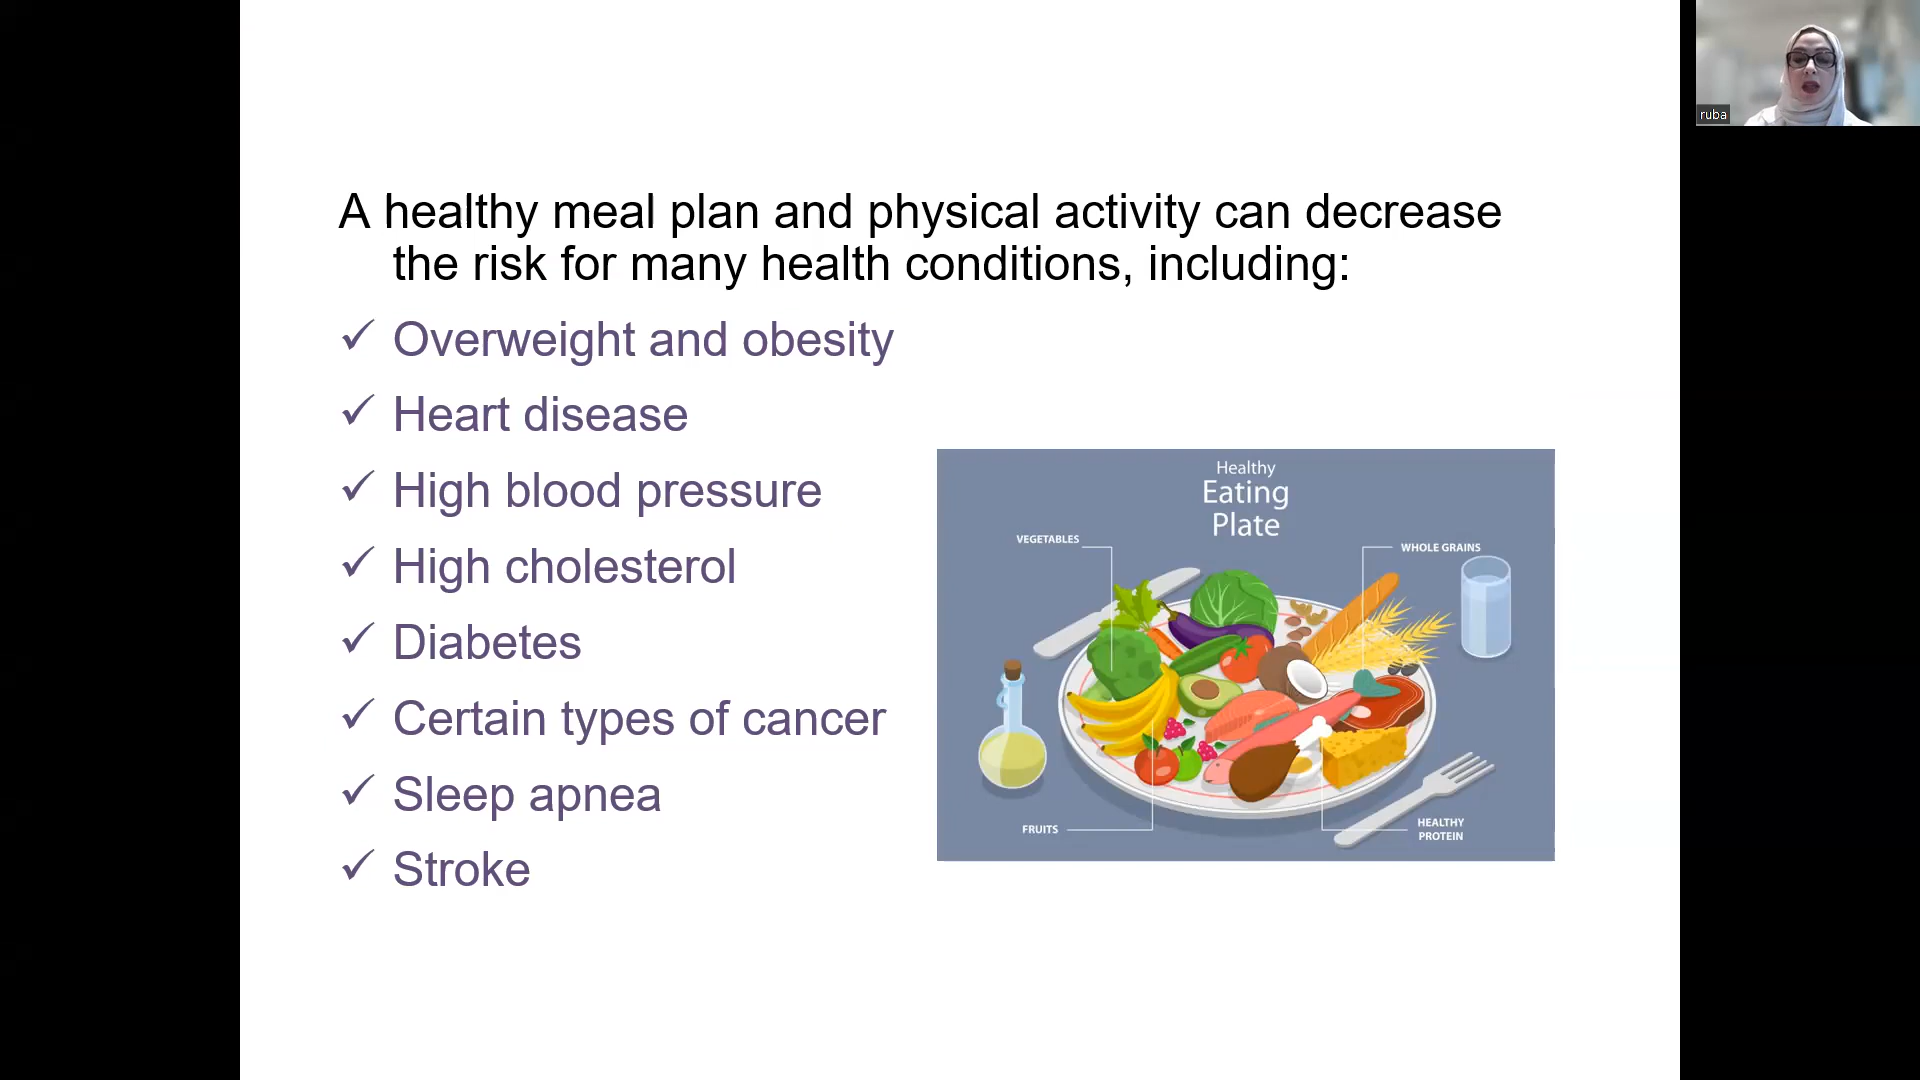 A healthy meal plan and physical activity can decrease
the risk for many health conditions, including:
✓ Overweight and obesity
✓ Heart disease
✓ High blood pressure
✓ High cholesterol
✓ Diabetes
✓ Certain types of cancer
✓ Sleep apnea
✓ Stroke
Healthy
Eating
Plate
VEGETABLES
WHOLE GRAINS
FRUITS
HEALTHY
PROTEIN
ruba